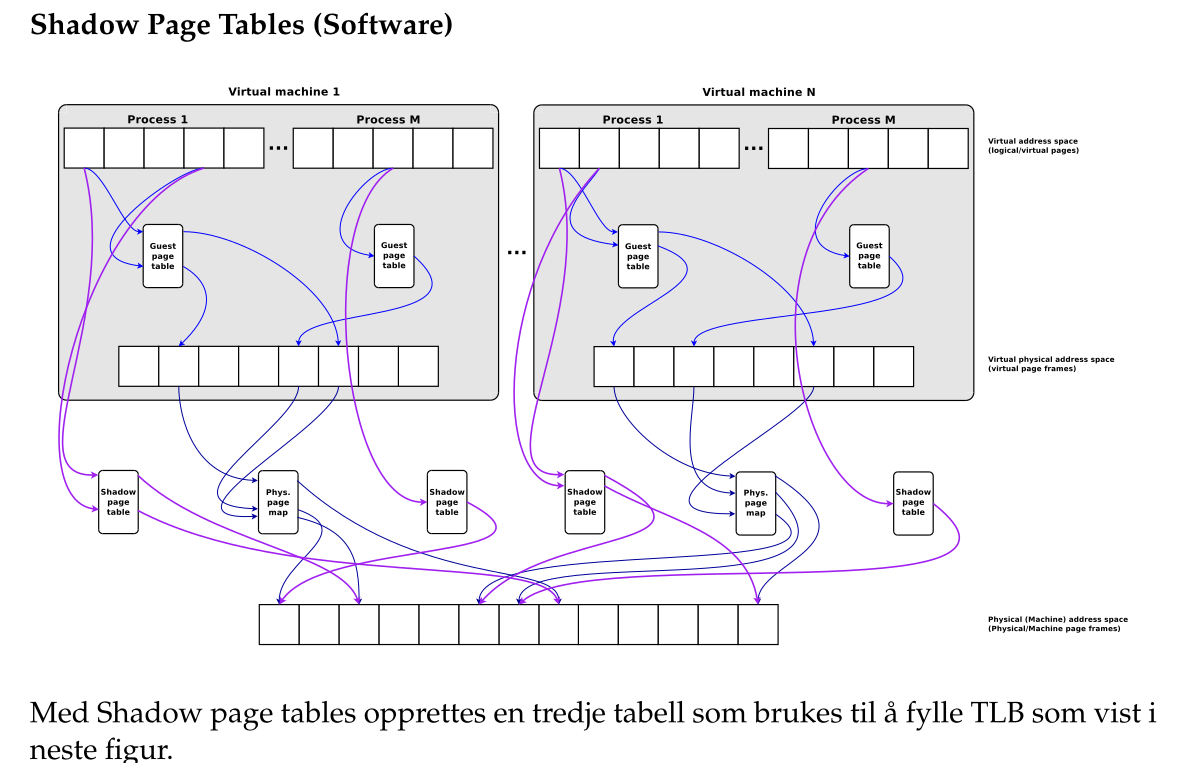 Shadow Page Tables (Software)
Virtual machine 1
Virtual machine N
Process 1
Process M
Process 1
Process M
...
...
Virtual address space
(logical/virtual pages)
Guest
page
table
Guest
page
table
...
Guest
page
table
Guest
page
table
Virtual physical address space
(virtual page frames)
Shadow
page
table
Phys.
page
map
Shadow
page
table
Shadow
page
table
Phys.
page
map
Shadow
page
table
Physical (Machine) address space
(Physical/Machine page frames)
Med Shadow page tables opprettes en tredje tabell som brukes til å fylle TLB som vist i
neste figur.